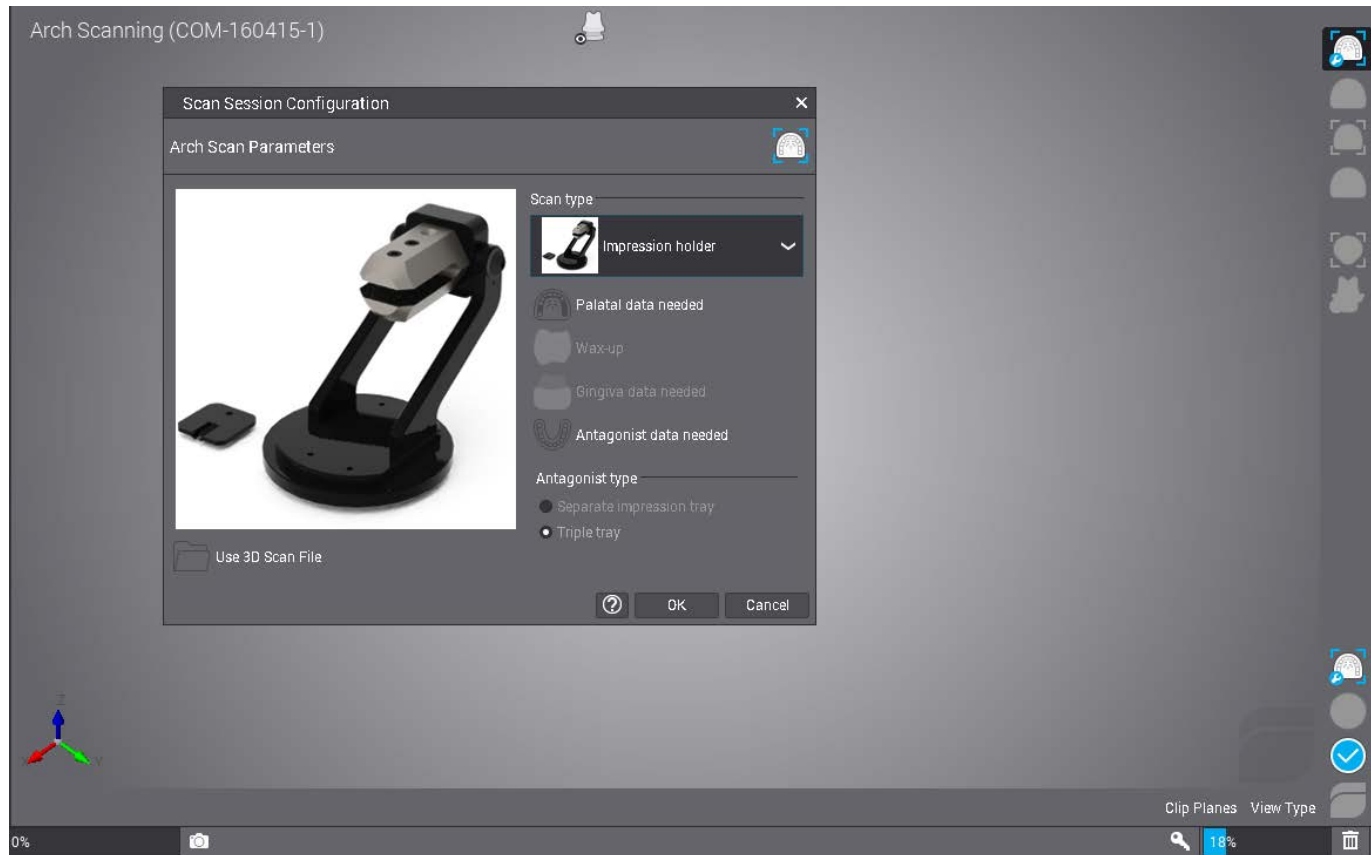 Arch Scanning (COM-160415-1)
Scan Session Configuration
Arch Scan Parameters
Scan type
Impression holder
Palatal data needed
Wax-up
Gingiva data needed
Antagonist data needed
Antagonist type
Separate impression tray
Triple tray
Use 3D Scan File
OK
Cancel
Z
X
Y
Clip Planes View Type
0%
18%